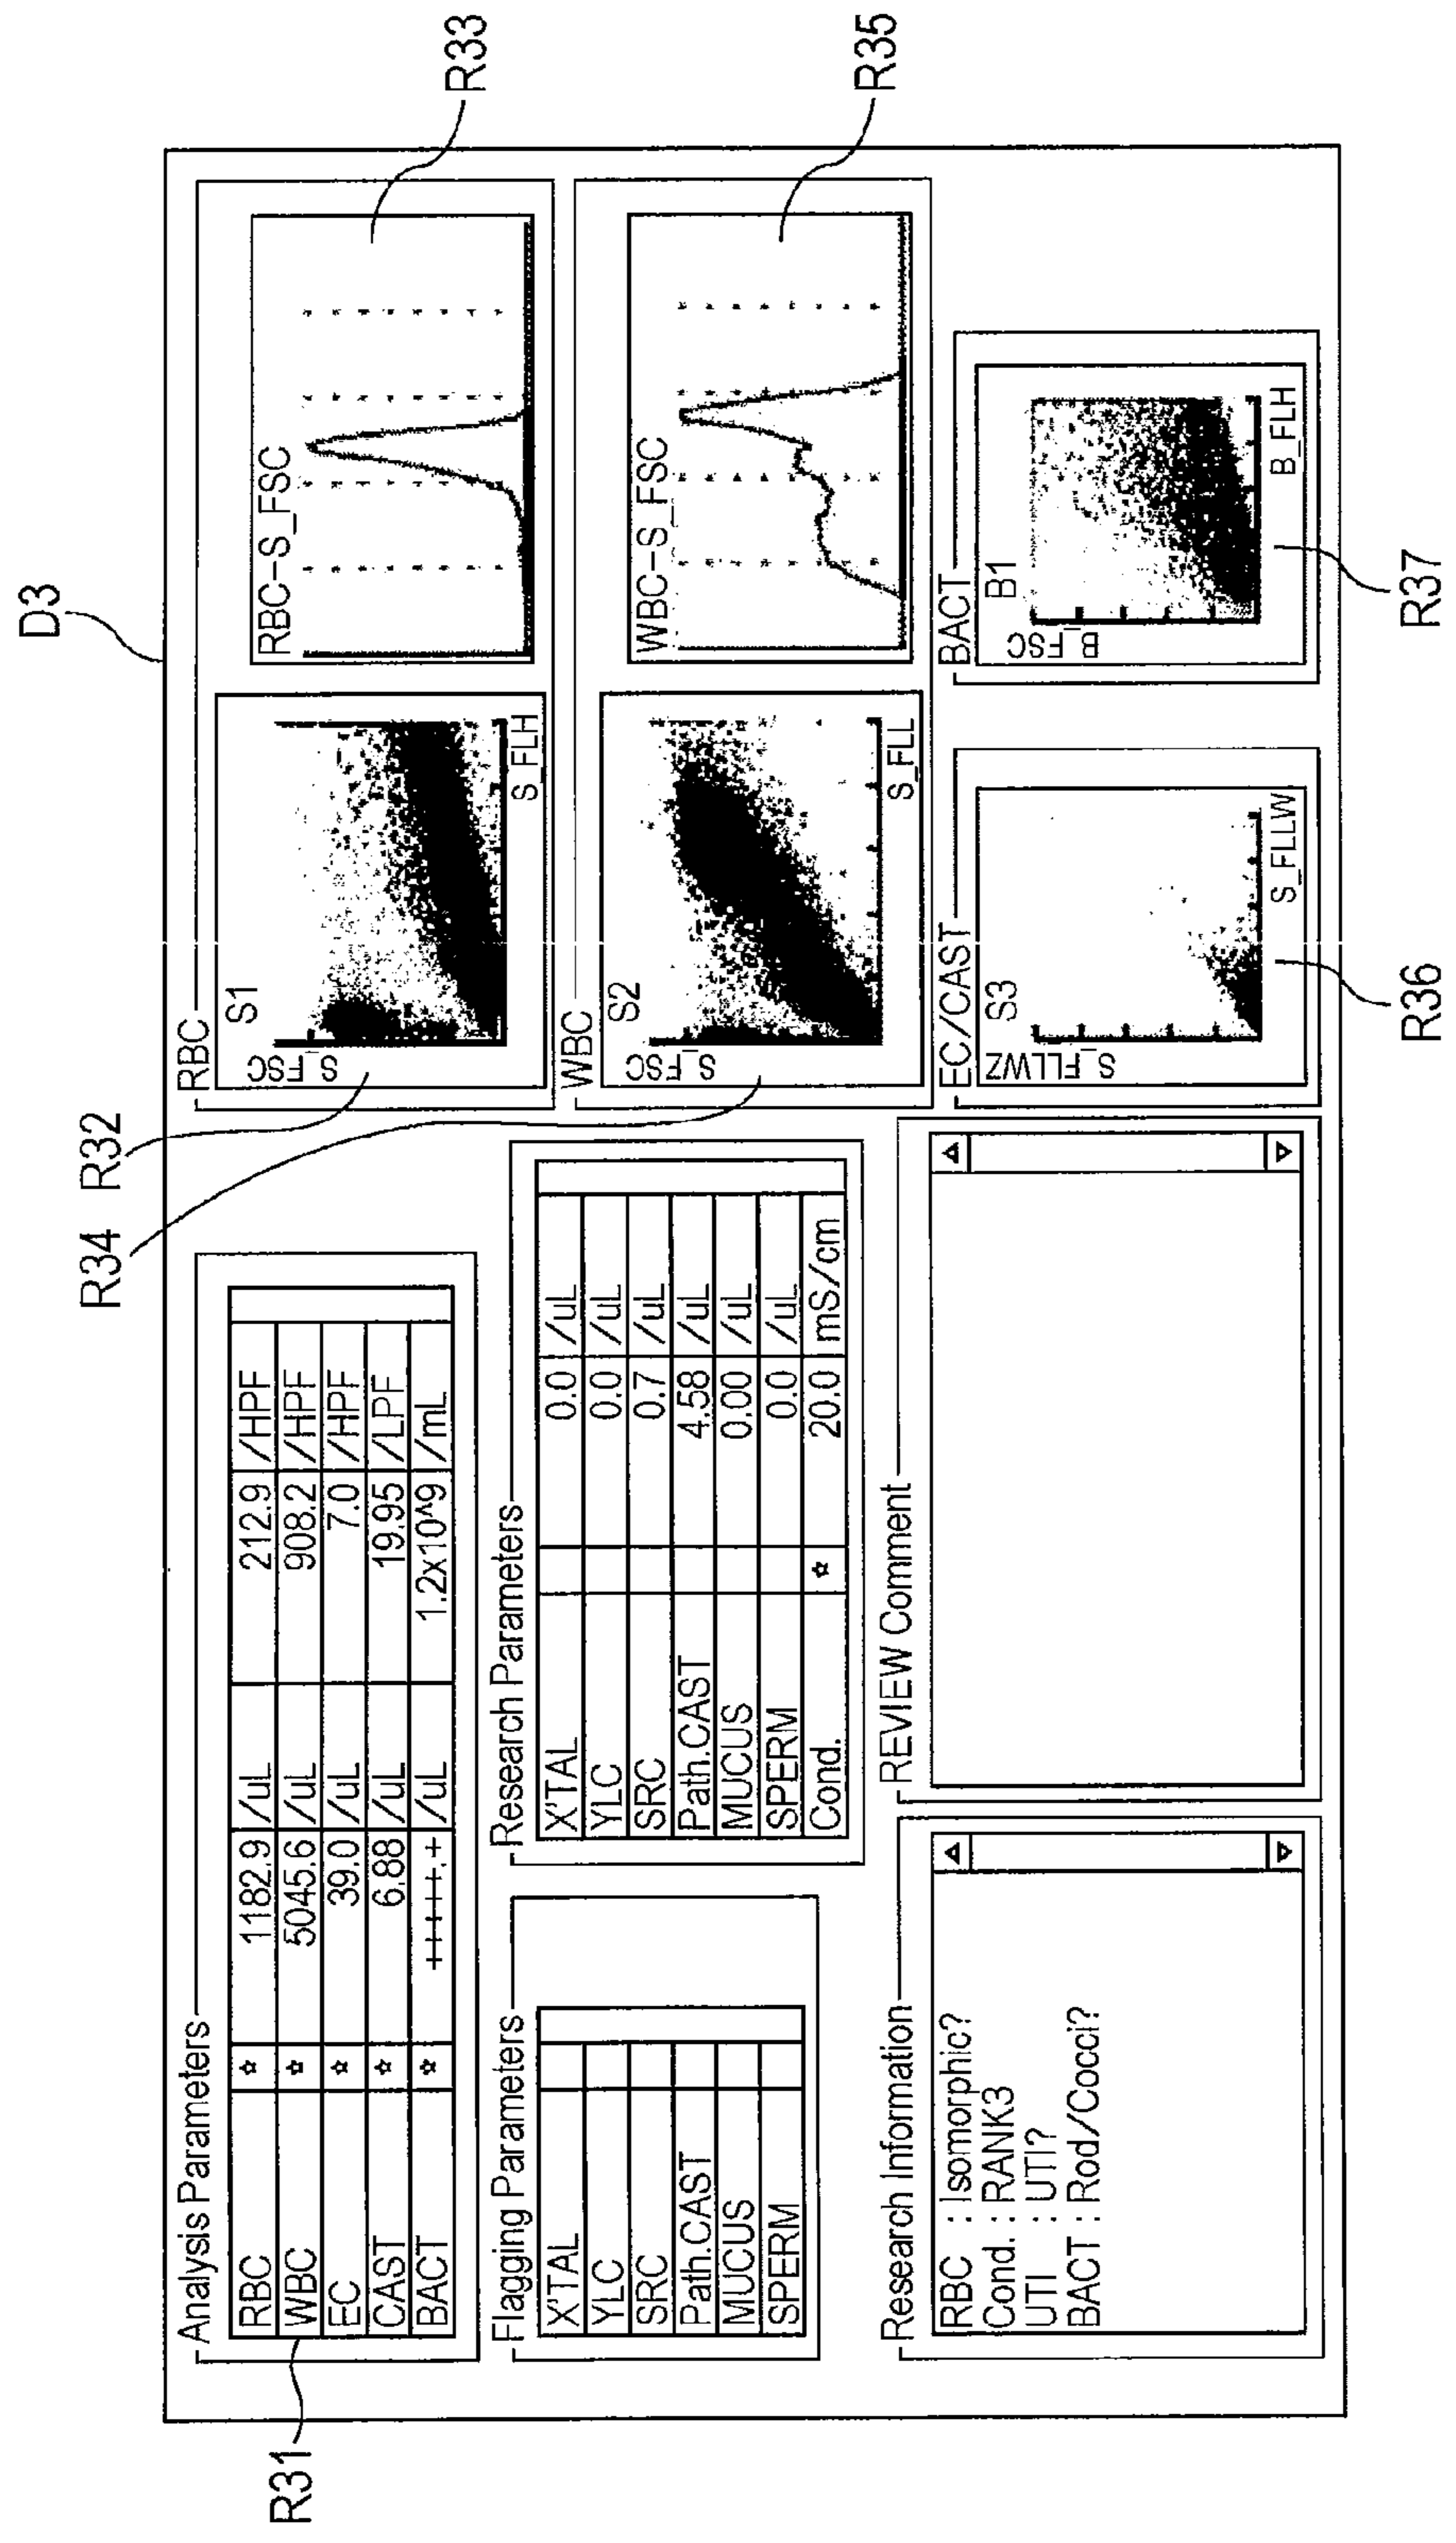 D3
R31
R32
R34
R33
R35
R36
R37
Analysis Parameters
RBC ☆ 1182.9 /uL 212.9 /HPF
WBC ☆ 5045.6 /uL 908.2 /HPF
EC ☆ 39.0 /uL 7.0 /HPF
CAST ☆ 6.88 /uL 19.95 /LPF
BACT ☆ +++++.+ /uL 1.2x10^9 /mL
Flagging Parameters
X'TAL
YLC
SRC
Path.CAST
MUCUS
SPERM
Research Parameters
X'TAL 0.0 /uL
YLC 0.0 /uL
SRC 0.7 /uL
Path.CAST 4.58 /uL
MUCUS 0.00 /uL
SPERM 0.0 /uL
Cond. ☆ 20.0 mS/cm
Research Information
RBC : Isomorphic?
Cond. : RANK3
UTI : UTI?
BACT : Rod/Cocci?
REVIEW Comment
RBC
S1
S_FSC
S_FLH
RBC-S_FSC
WBC
S2
S_FSC
S_FLL
WBC-S_FSC
EC/CAST
S3
S_FLLWZ
S_FLLW
BACT
B1
B_FSC
B_FLH